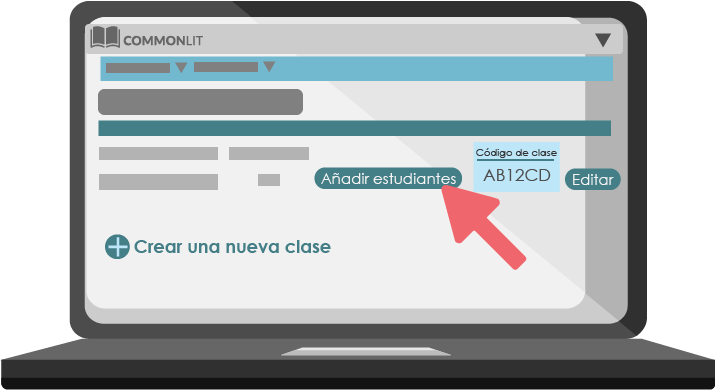 COMMONLIT
Código de clase
Añadir estudiantes
AB12CD
Editar
Crear una nueva clase